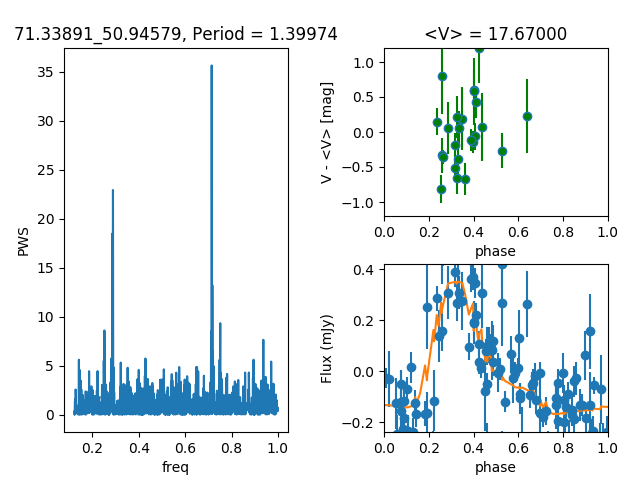 71.33891_50.94579, Period = 1.39974
<V> = 17.67000
35
30
25
20
15
10
5
0
PWS
0.2 0.4 0.6 0.8 1.0
freq
1.0
0.5
0.0
−0.5
−1.0
V - <V> [mag]
0.0 0.2 0.4 0.6 0.8 1.0
phase
0.4
0.2
0.0
−0.2
Flux (mJy)
0.0 0.2 0.4 0.6 0.8 1.0
phase